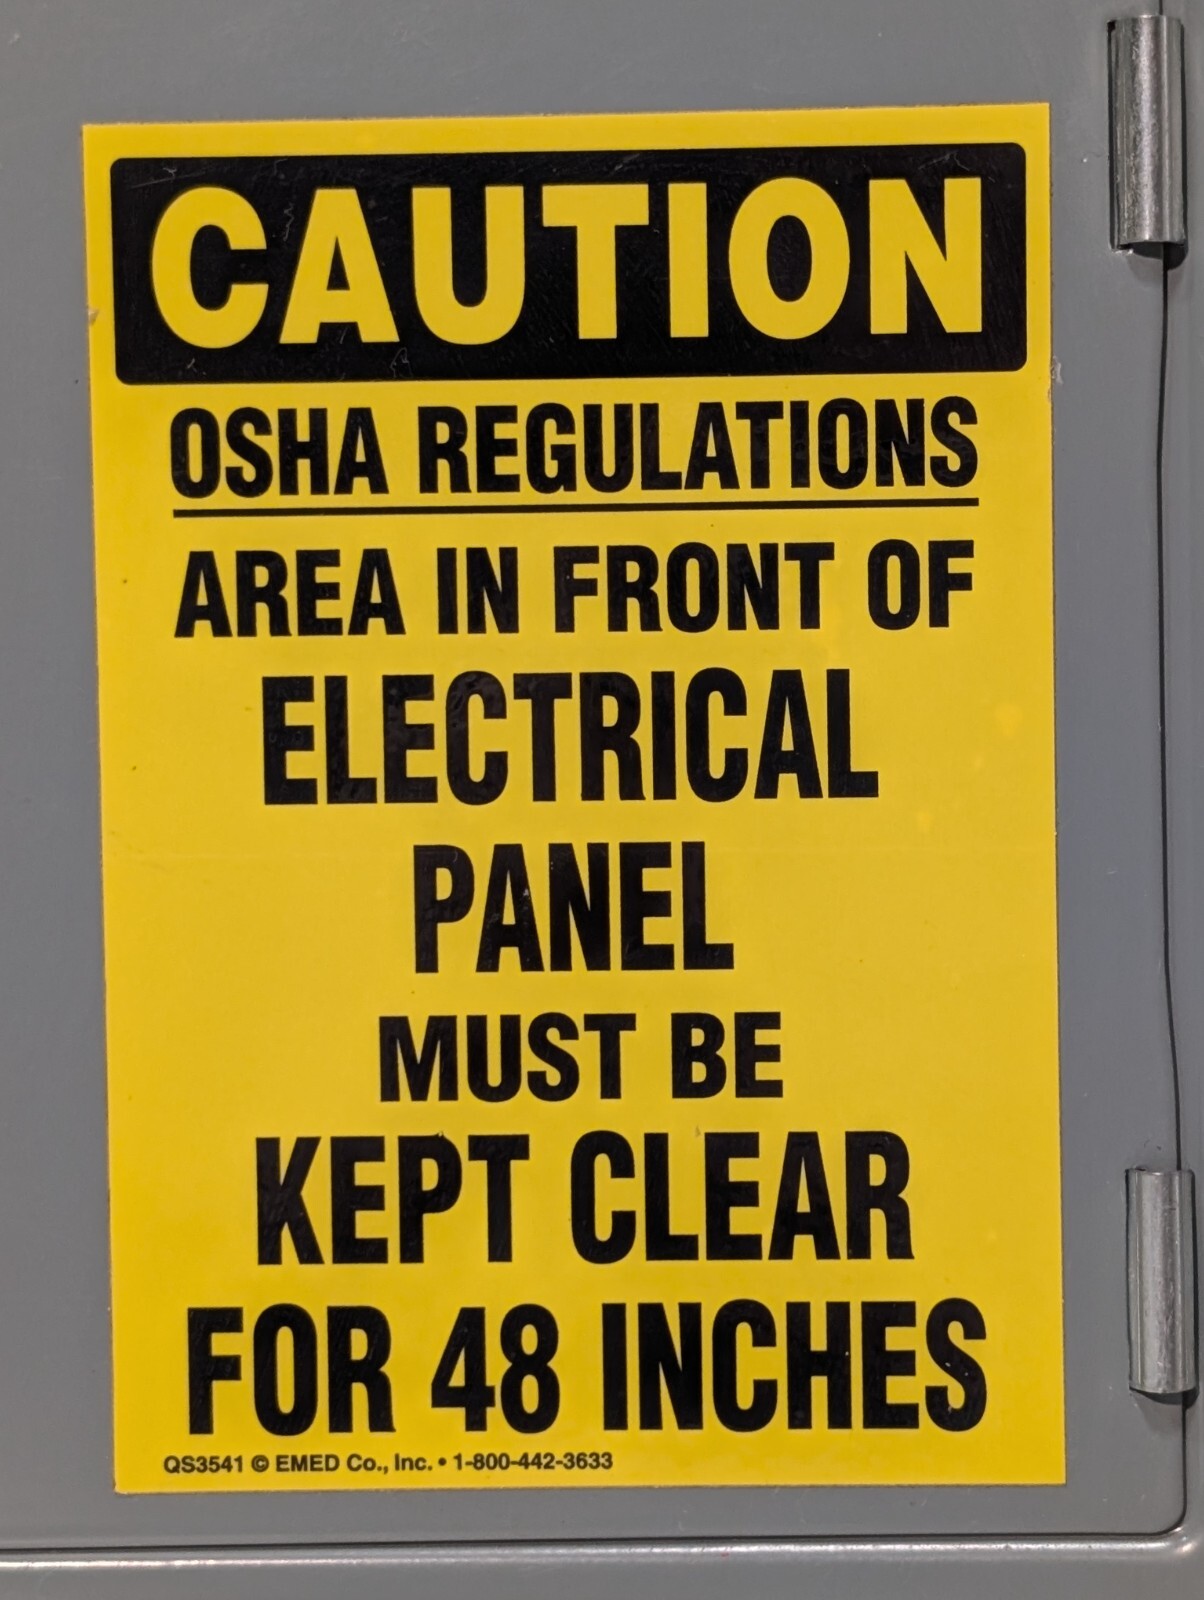 CAUTION
OSHA REGULATIONS
AREA IN FRONT OF
ELECTRICAL
PANEL
MUST BE
KEPT CLEAR
FOR 48 INCHES
QS3541 © EMED Co., Inc. • 1-800-442-3633